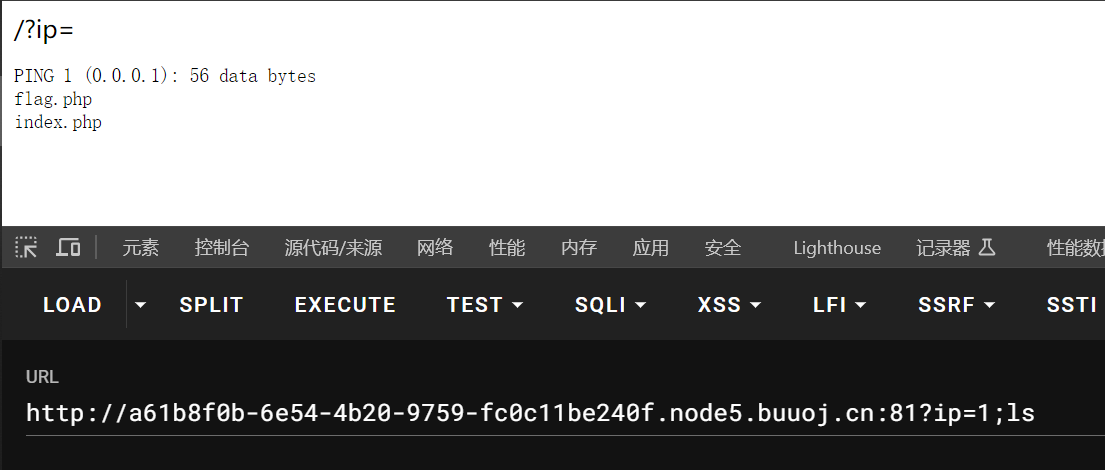 /?ip=
PING 1 (0.0.0.1): 56 data bytes
flag.php
index.php
元素 控制台 源代码/来源 网络 性能 内存 应用 安全 Lighthouse 记录器 性能数据
LOAD SPLIT EXECUTE TEST SQLI XSS LFI SSRF SSTI
URL
http://a61b8f0b-6e54-4b20-9759-fc0c11be240f.node5.buuoj.cn:81?ip=1;ls